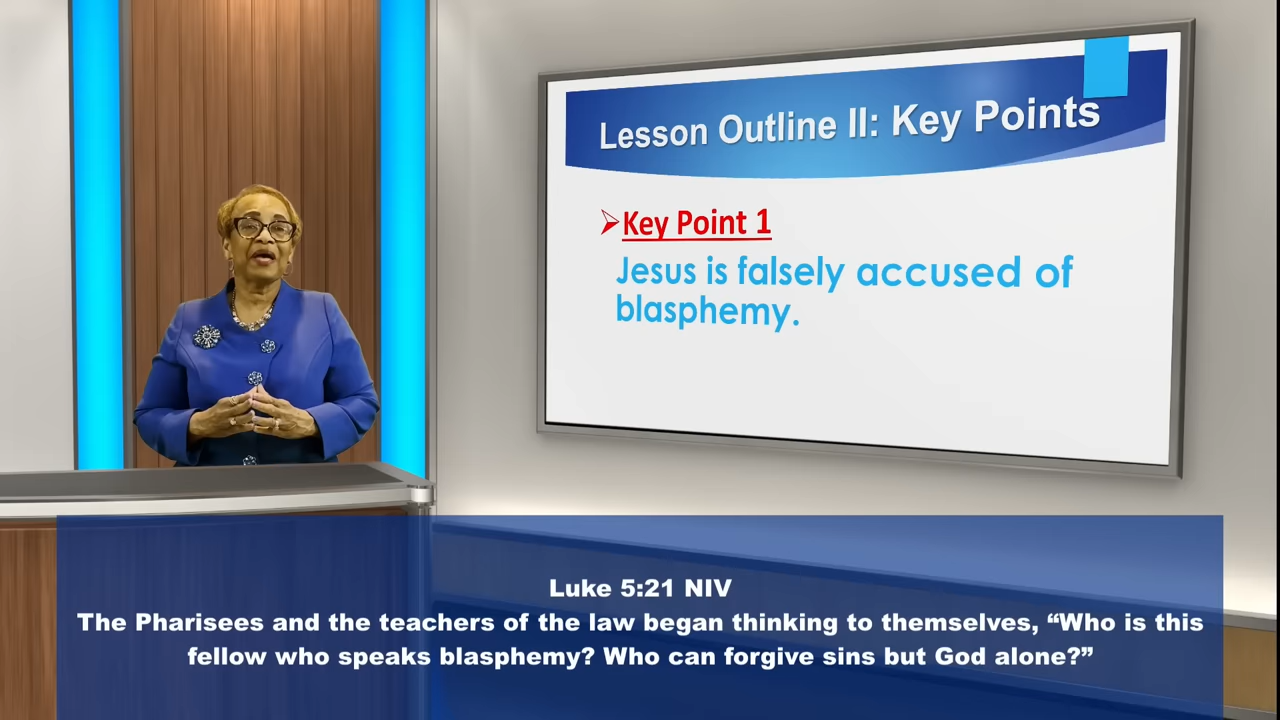 Lesson Outline II: Key Points
Key Point 1
Jesus is falsely accused of
blasphemy.
Luke 5:21 NIV
The Pharisees and the teachers of the law began thinking to themselves, “Who is this
fellow who speaks blasphemy? Who can forgive sins but God alone?”